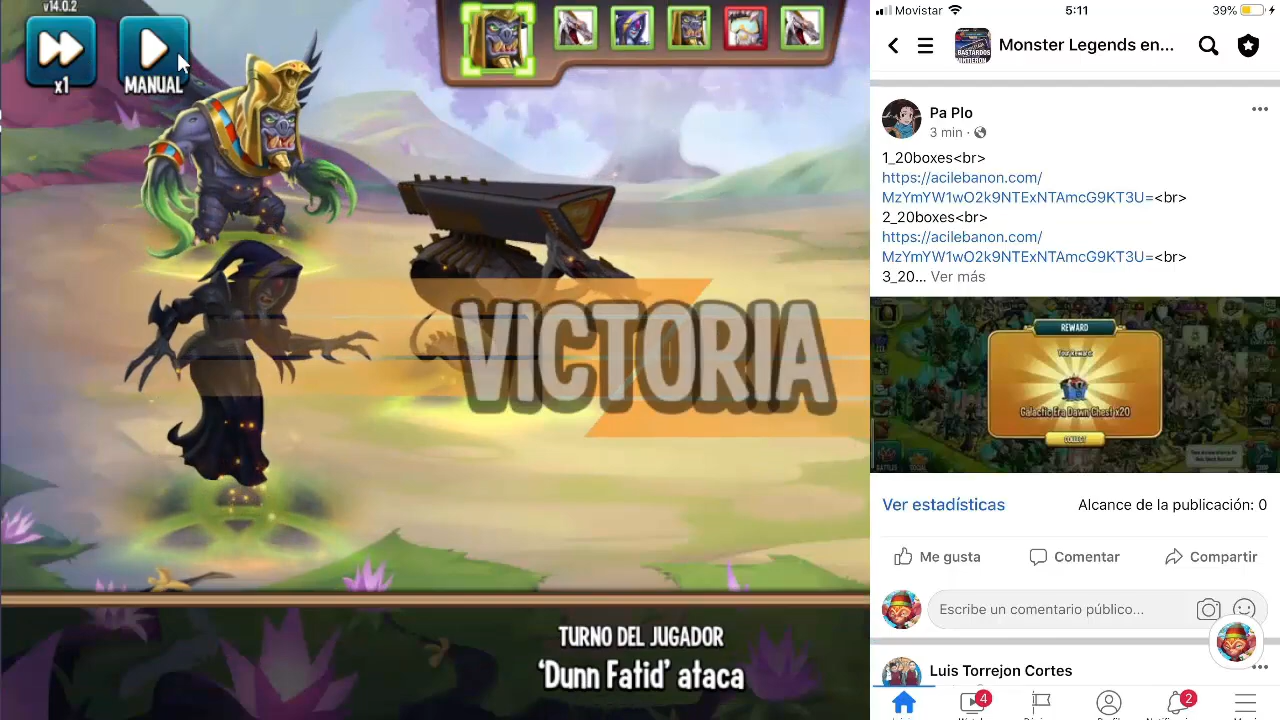 v14.0.2
x1
MANUAL
VICTORIA
TURNO DEL JUGADOR
‘Dunn Fatid’ ataca
Movistar
5:11
39%
Monster Legends en...
BASTARDOS
Pa Plo
3 min
1_20boxes<br>
https://acilebanon.com/
MzYmYW1wO2k9NTExNTAmcG9KT3U=<br>
2_20boxes<br>
https://acilebanon.com/
MzYmYW1wO2k9NTExNTAmcG9KT3U=<br>
3_20... Ver más
REWARD
Galactic Era Dawn Chest x20
COLLECT
Ver estadísticas
Alcance de la publicación: 0
Me gusta
Comentar
Compartir
Escribe un comentario público...
Luis Torrejon Cortes
4
2